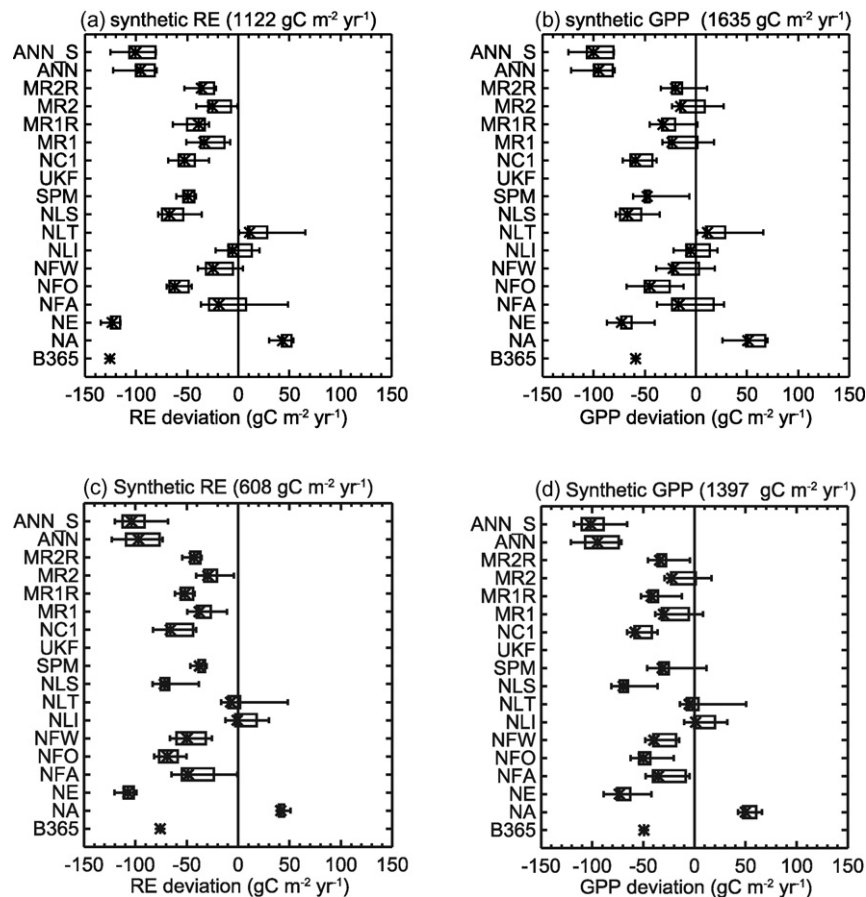 (a) synthetic RE (1122 gC m⁻² yr⁻¹)
ANN_S
ANN
MR2R
MR2
MR1R
MR1
NC1
UKF
SPM
NLS
NLT
NLI
NFW
NFO
NFA
NE
NA
B365
-150 -100 -50 0 50 100 150
RE deviation (gC m⁻² yr⁻¹)
(b) synthetic GPP (1635 gC m⁻² yr⁻¹)
ANN_S
ANN
MR2R
MR2
MR1R
MR1
NC1
UKF
SPM
NLS
NLT
NLI
NFW
NFO
NFA
NE
NA
B365
-150 -100 -50 0 50 100 150
GPP deviation (gC m⁻² yr⁻¹)
(c) Synthetic RE (608 gC m⁻² yr⁻¹)
ANN_S
ANN
MR2R
MR2
MR1R
MR1
NC1
UKF
SPM
NLS
NLT
NLI
NFW
NFO
NFA
NE
NA
B365
-150 -100 -50 0 50 100 150
RE deviation (gC m⁻² yr⁻¹)
(d) Synthetic GPP (1397 gC m⁻² yr⁻¹)
ANN_S
ANN
MR2R
MR2
MR1R
MR1
NC1
UKF
SPM
NLS
NLT
NLI
NFW
NFO
NFA
NE
NA
B365
-150 -100 -50 0 50 100 150
GPP deviation (gC m⁻² yr⁻¹)